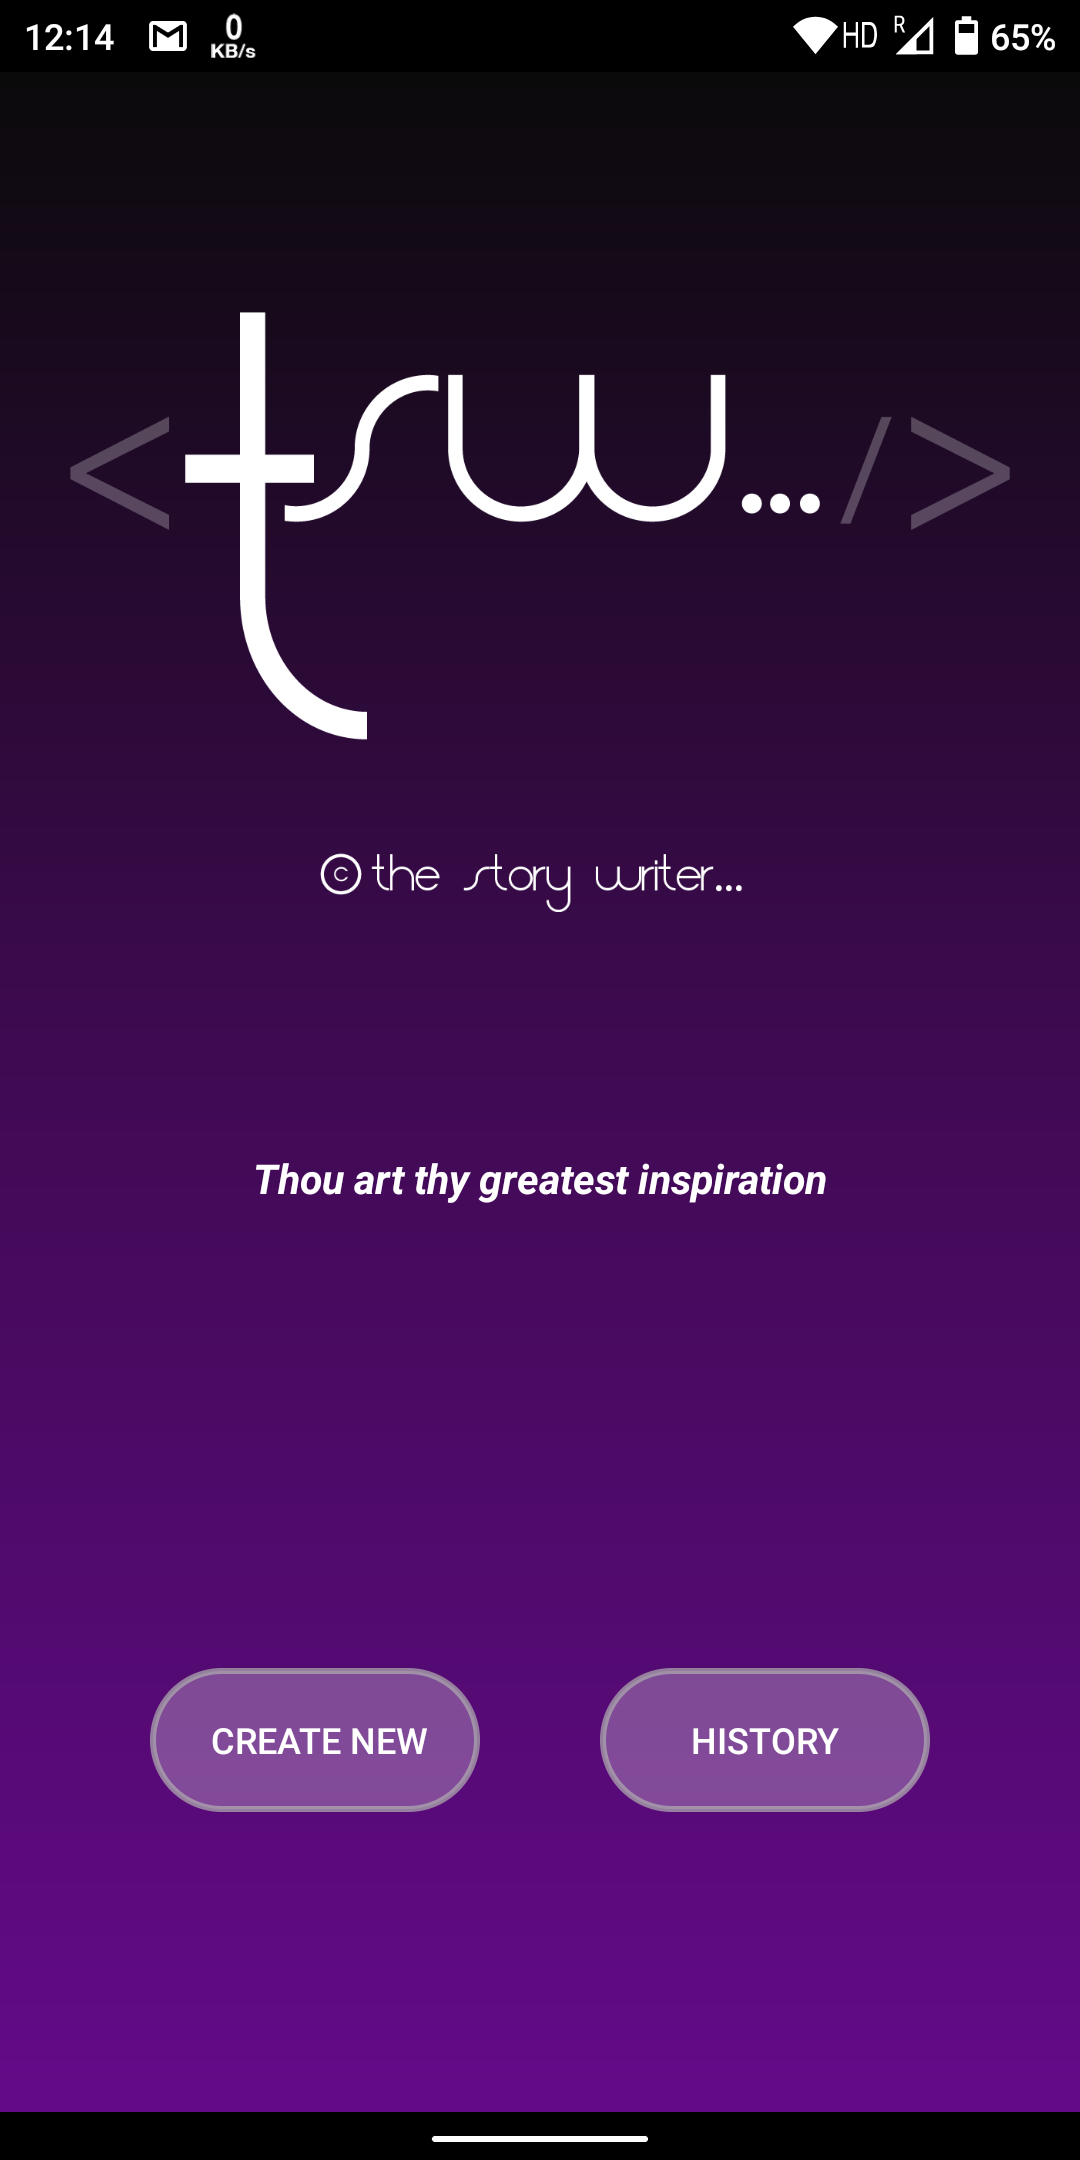 12:14 0 KB/s HD R 65%
<tsw.../>
© the story writer...
Thou art thy greatest inspiration
CREATE NEW HISTORY